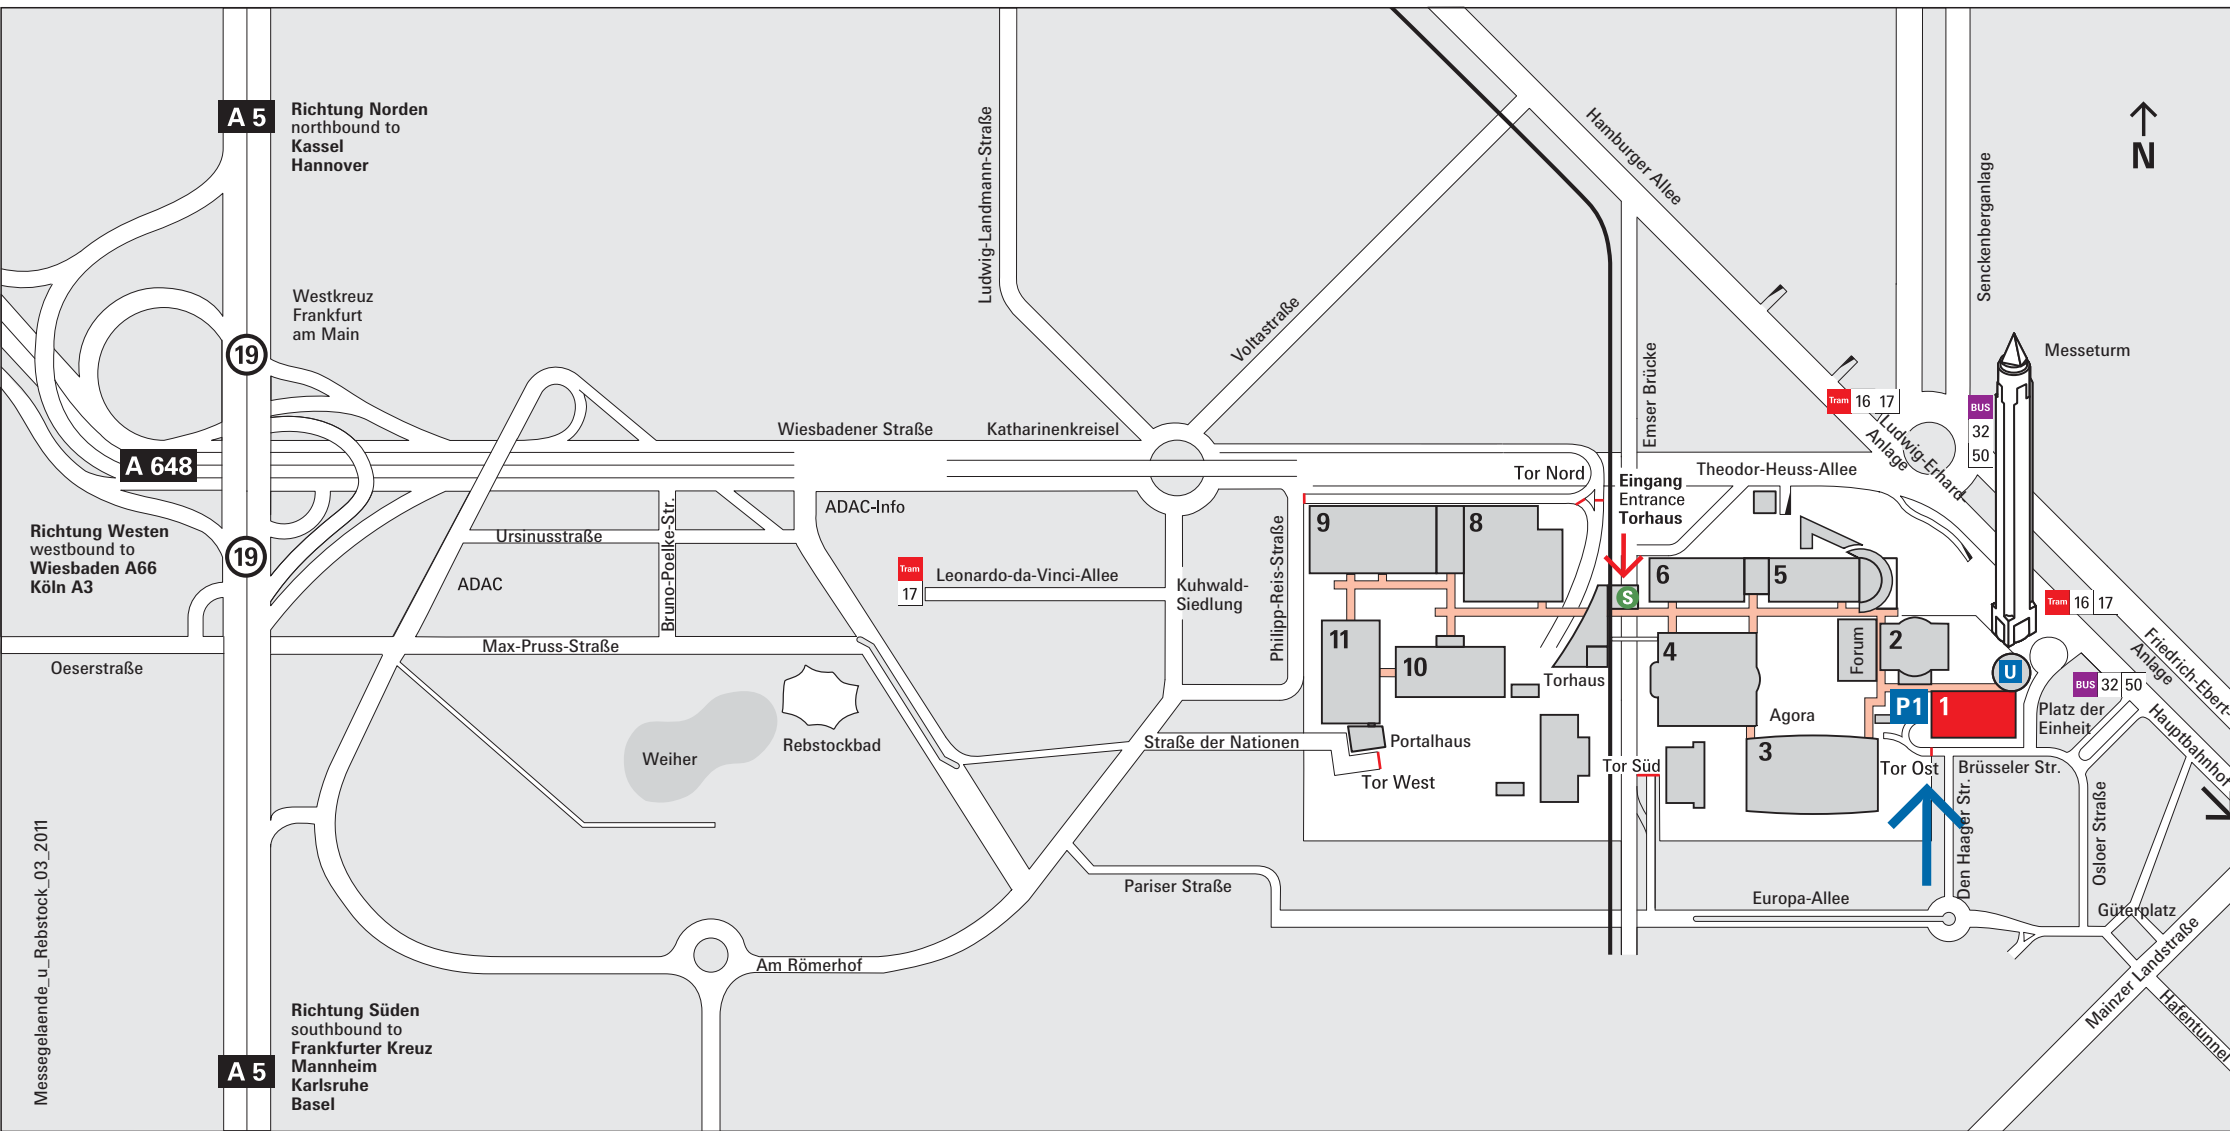 A 5
Richtung Norden
northbound to
Kassel
Hannover
Westkreuz
Frankfurt
am Main
19
A 648
Richtung Westen
westbound to
Wiesbaden A66
Köln A3
19
Oeserstraße
Messegelaende_u_Rebstock_03_2011
Richtung Süden
southbound to
Frankfurter Kreuz
Mannheim
Karlsruhe
Basel
A 5
Ursinusstraße
ADAC
Bruno-Poelke-Str.
Max-Pruss-Straße
Weiher
Rebstockbad
Am Römerhof
Wiesbadener Straße
Katharinenkreisel
ADAC-Info
Tram
17
Leonardo-da-Vinci-Allee
Kuhwald-
Siedlung
Ludwig-Landmann-Straße
Voltastraße
Philipp-Reis-Straße
Straße der Nationen
Pariser Straße
Tor Nord
9
8
11
10
Portalhaus
Tor West
Torhaus
Eingang
Entrance
Torhaus
S
Emser Brücke
Hamburger Allee
Senckenberganlage
N
Messeturm
Tram 16 17
BUS
32
50
Ludwig-Erhard-
Anlage
Theodor-Heuss-Allee
6
5
4
Forum
2
U
P1
1
Agora
3
Tor Süd
Tor Ost
Tram 16 17
BUS 32 50
Platz der
Einheit
Friedrich-Ebert-
Anlage
Hauptbahnhof
Brüsseler Str.
Den Haager Str.
Osloer Straße
Europa-Allee
Güterplatz
Mainzer Landstraße
Hafentunnel